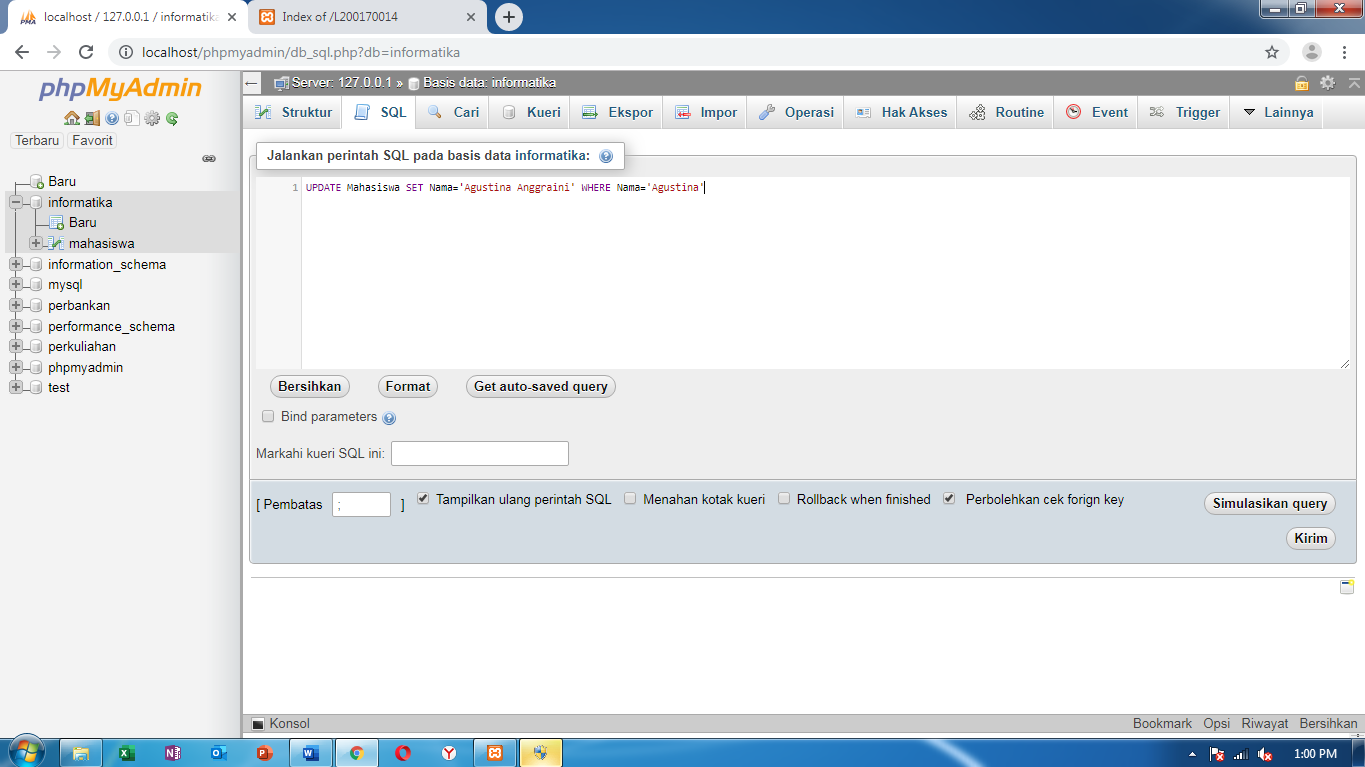 localhost / 127.0.0.1 / informatika
Index of /L200170014
localhost/phpmyadmin/db_sql.php?db=informatika
phpMyAdmin
Terbaru Favorit
Baru
informatika
Baru
mahasiswa
information_schema
mysql
perbankan
performance_schema
perkuliahan
phpmyadmin
test
Server: 127.0.0.1 » Basis data: informatika
Struktur SQL Cari Kueri Ekspor Impor Operasi Hak Akses Routine Event Trigger Lainnya
Jalankan perintah SQL pada basis data informatika:
1 UPDATE Mahasiswa SET Nama='Agustina Anggraini' WHERE Nama='Agustina'
Bersihkan Format Get auto-saved query
Bind parameters
Markahi kueri SQL ini:
[ Pembatas ; ] Tampilkan ulang perintah SQL Menahan kotak kueri Rollback when finished Perbolehkan cek forign key Simulasikan query
Kirim
Konsol Bookmark Opsi Riwayat Bersihkan
1:00 PM